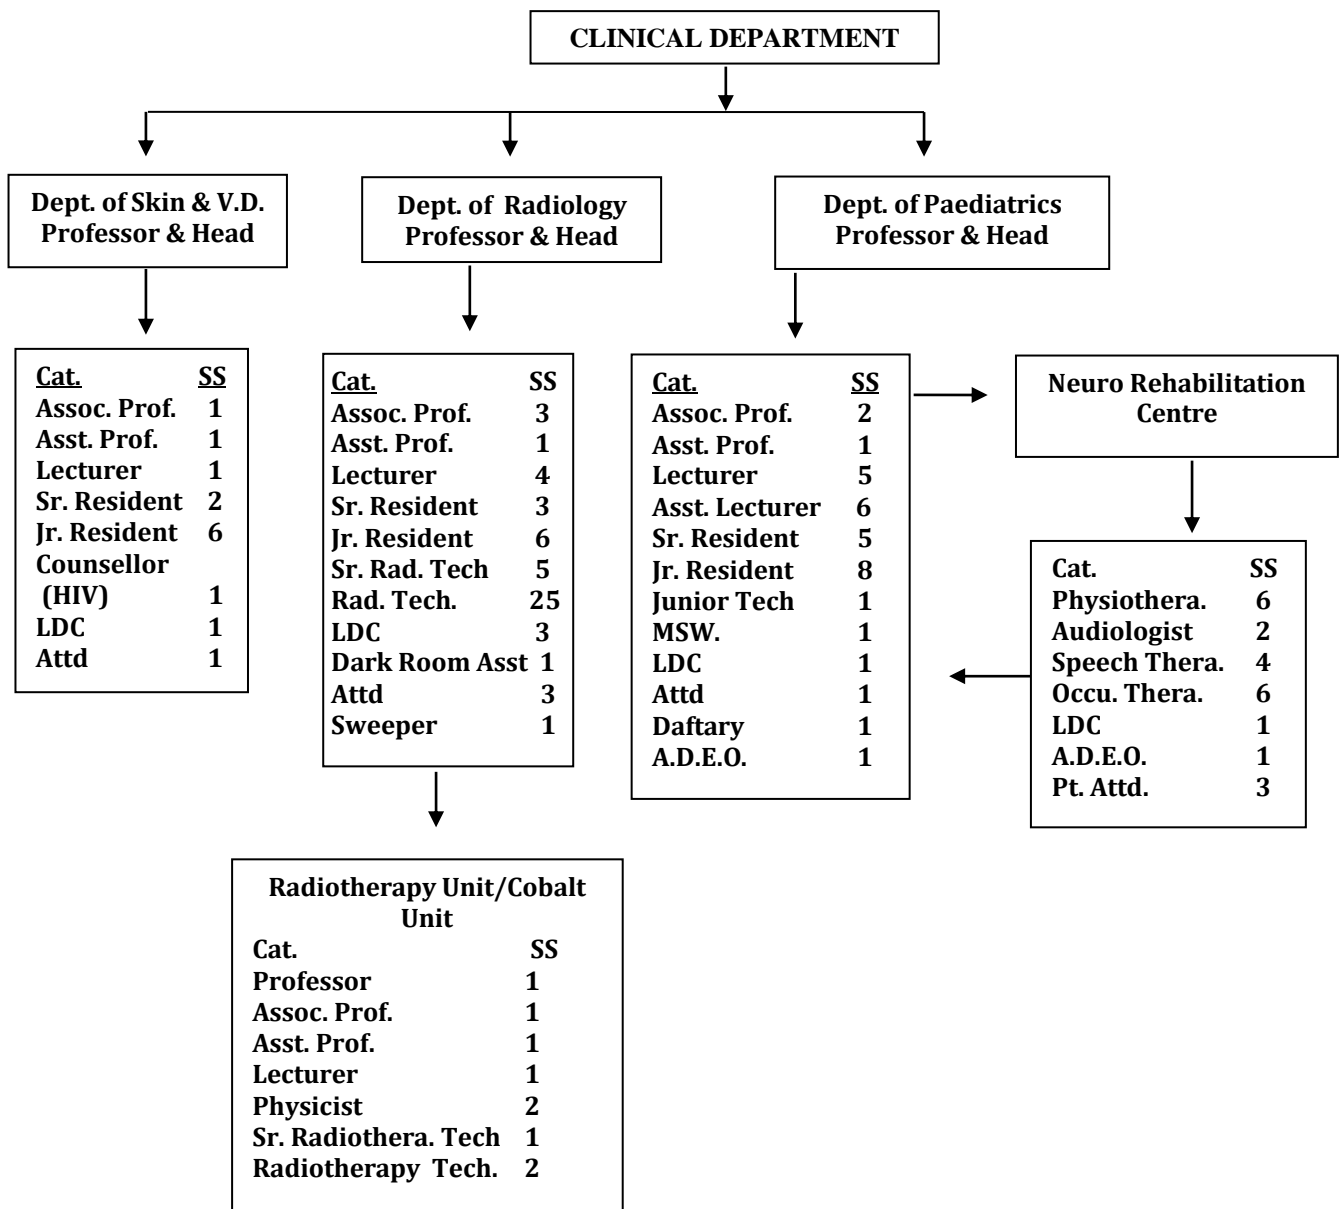 CLINICAL DEPARTMENT
Dept. of Skin & V.D.
Professor & Head
Dept. of Radiology
Professor & Head
Dept. of Paediatrics
Professor & Head
Cat. SS
Assoc. Prof. 1
Asst. Prof. 1
Lecturer 1
Sr. Resident 2
Jr. Resident 6
Counsellor
(HIV) 1
LDC 1
Attd 1
Cat. SS
Assoc. Prof. 3
Asst. Prof. 1
Lecturer 4
Sr. Resident 3
Jr. Resident 6
Sr. Rad. Tech 5
Rad. Tech. 25
LDC 3
Dark Room Asst 1
Attd 3
Sweeper 1
Cat. SS
Assoc. Prof. 2
Asst. Prof. 1
Lecturer 5
Asst. Lecturer 6
Sr. Resident 5
Jr. Resident 8
Junior Tech 1
MSW. 1
LDC 1
Attd 1
Daftary 1
A.D.E.O. 1
Neuro Rehabilitation
Centre
Cat. SS
Physiothera. 6
Audiologist 2
Speech Thera. 4
Occu. Thera. 6
LDC 1
A.D.E.O. 1
Pt. Attd. 3
Radiotherapy Unit/Cobalt
Unit
Cat. SS
Professor 1
Assoc. Prof. 1
Asst. Prof. 1
Lecturer 1
Physicist 2
Sr. Radiothera. Tech 1
Radiotherapy Tech. 2